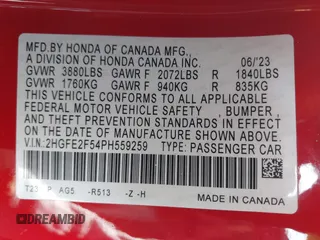 MFD.BY HONDA OF CANADA MFG.,
A DIVISION OF HONDA CANADA INC. 06/'23
GVWR 3880LBS GAWR F 2072LBS R 1840LBS
GVWR 1760KG GAWR F 940KG R 835KG
THIS VEHICLE CONFORMS TO ALL APPLICABLE
FEDERAL MOTOR VEHICLE SAFETY, BUMPER,
AND THEFT PREVENTION STANDARDS IN EFFECT ON
THE DATE OF MANUFACTURE SHOWN ABOVE.
V.I.N:2HGFE2F54PH559259 TYPE: PASSENGER CAR
P AG5 -R513 -Z -H
MADE IN CANADA
© DREAMBID